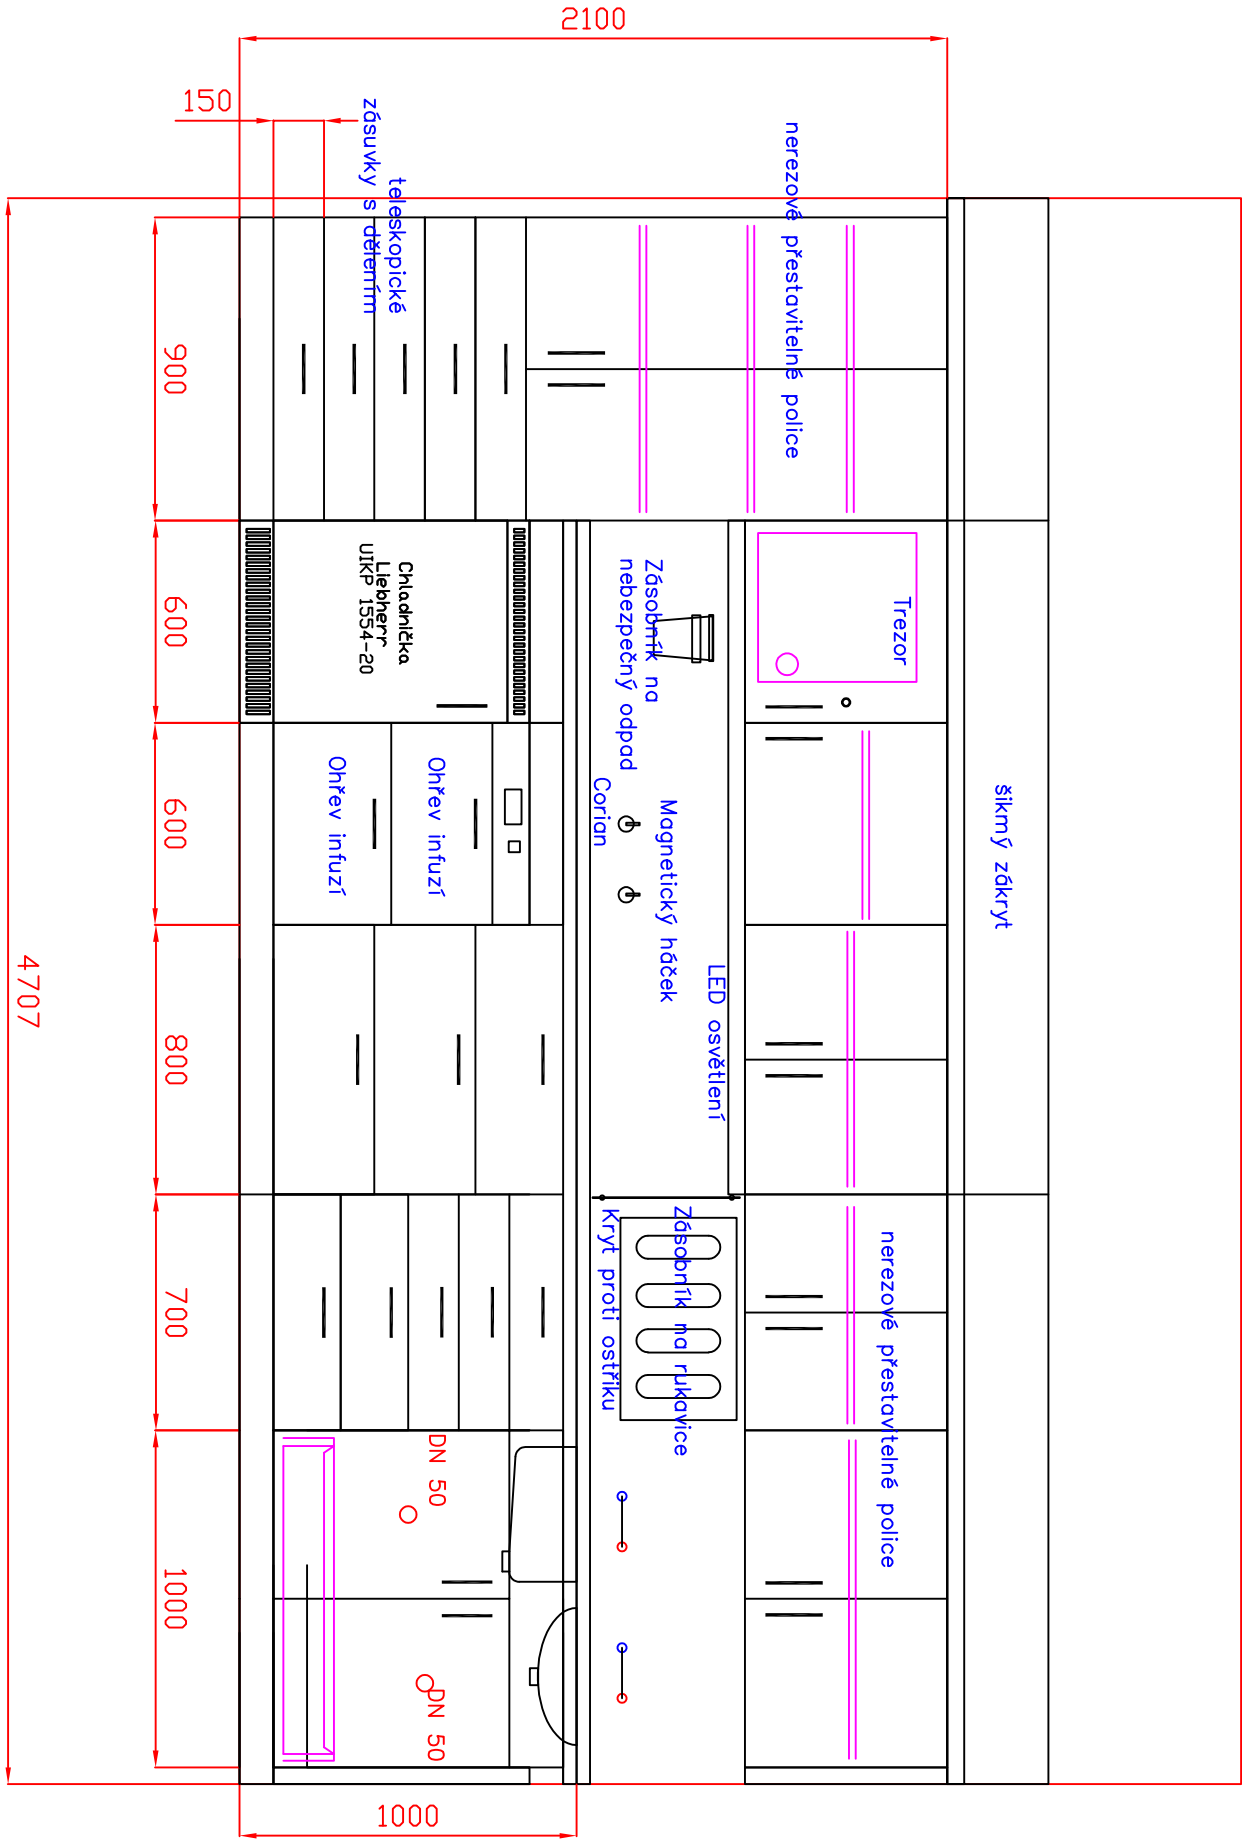 šikmý zákryt
nerezové přestavitelné police
Trezor
nerezové přestavitelné police
LED osvětlení
Zásobník na
nebezpečný odpad
Magnetický háček
Corian
Zásobník na rukavice
Kryt proti ostřiku
teleskopické
zásuvky s dělením
Chladnička
Liebherr
UIKP 1554-20
Ohřev infuzí
Ohřev infuzí
DN 50
DN 50
2100
150
1000
900
600
600
800
700
1000
4707